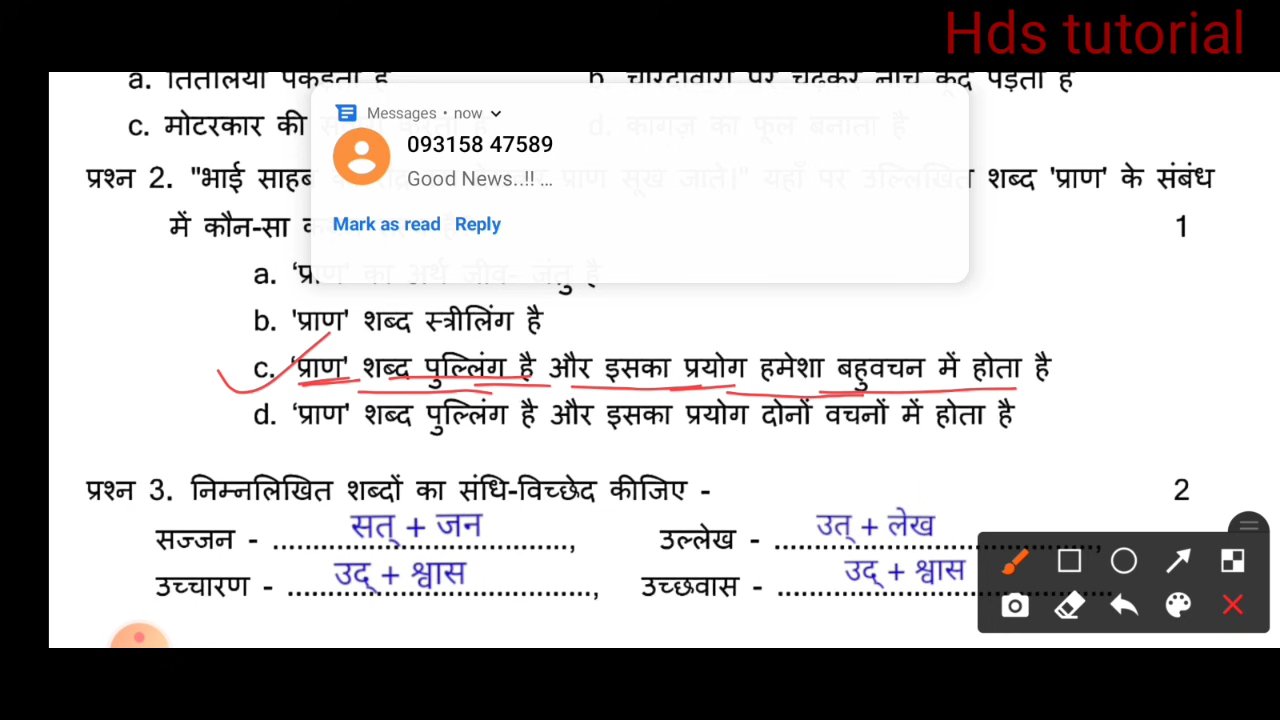 Hds tutorial
c. मोटरकार की
d. कागज़ का फूल बनाता है
Messages • now
093158 47589
Good News..!! ...
Mark as read Reply
प्रश्न 2. "भाई साहब प्राण सूख जाते।" यहाँ पर उल्लिखित शब्द 'प्राण' के संबंध
में कौन-सा 1
a. 'प्राण' का अर्थ जीव- जंतु है
b. 'प्राण' शब्द स्त्रीलिंग है
c. 'प्राण' शब्द पुल्लिंग है और इसका प्रयोग हमेशा बहुवचन में होता है
d. 'प्राण' शब्द पुल्लिंग है और इसका प्रयोग दोनों वचनों में होता है
प्रश्न 3. निम्नलिखित शब्दों का संधि-विच्छेद कीजिए - 2
सज्जन - सत् + जन, उल्लेख - उत् + लेख,
उच्चारण - उद् + श्वास, उच्छवास - उद् + श्वास